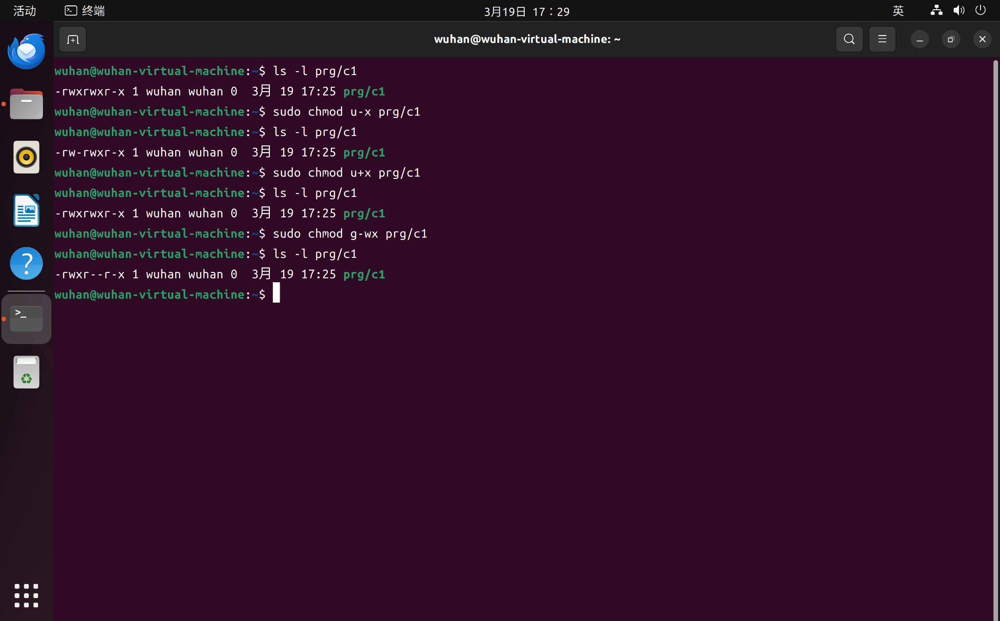 活动 终端 3月19日 17：29 英
wuhan@wuhan-virtual-machine: ~
wuhan@wuhan-virtual-machine:~$ ls -l prg/c1
-rwxrwxr-x 1 wuhan wuhan 0  3月 19 17:25 prg/c1
wuhan@wuhan-virtual-machine:~$ sudo chmod u-x prg/c1
wuhan@wuhan-virtual-machine:~$ ls -l prg/c1
-rw-rwxr-x 1 wuhan wuhan 0  3月 19 17:25 prg/c1
wuhan@wuhan-virtual-machine:~$ sudo chmod u+x prg/c1
wuhan@wuhan-virtual-machine:~$ ls -l prg/c1
-rwxrwxr-x 1 wuhan wuhan 0  3月 19 17:25 prg/c1
wuhan@wuhan-virtual-machine:~$ sudo chmod g-wx prg/c1
wuhan@wuhan-virtual-machine:~$ ls -l prg/c1
-rwxr--r-x 1 wuhan wuhan 0  3月 19 17:25 prg/c1
wuhan@wuhan-virtual-machine:~$